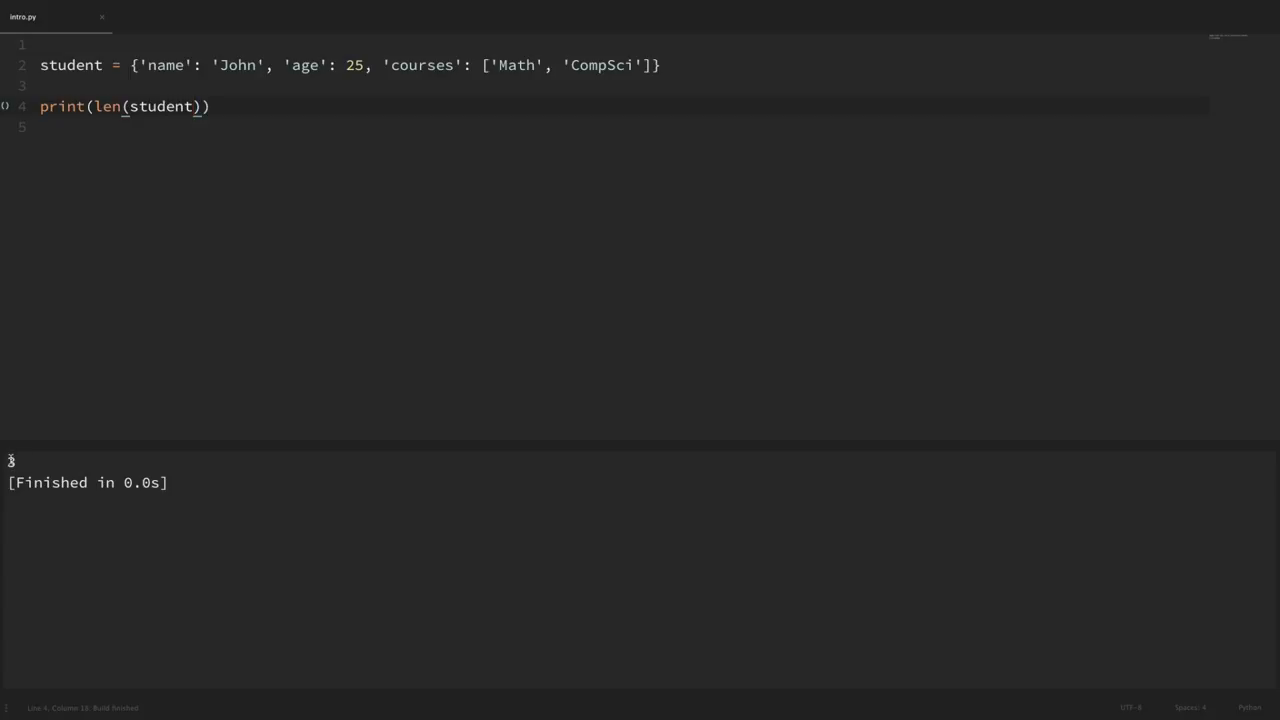 intro.py ×
1
2 student = {'name': 'John', 'age': 25, 'courses': ['Math', 'CompSci']}
3
() 4 print(len(student))
5
3
[Finished in 0.0s]
Line 4, Column 18; Build finished UTF-8 Spaces: 4 Python